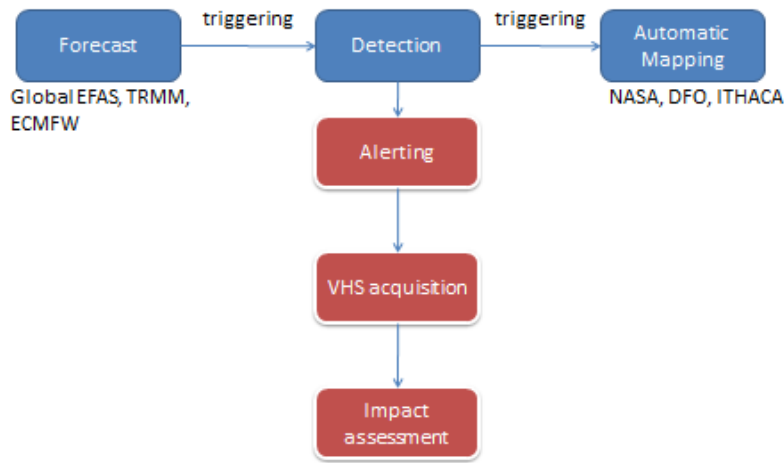 Forecast
triggering
Detection
triggering
Automatic
Mapping
Global EFAS, TRMM,
ECMFW
NASA, DFO, ITHACA
Alerting
VHS acquisition
Impact
assessment